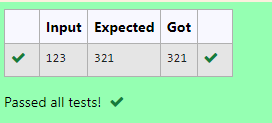 Input Expected Got
123 321 321
Passed all tests!